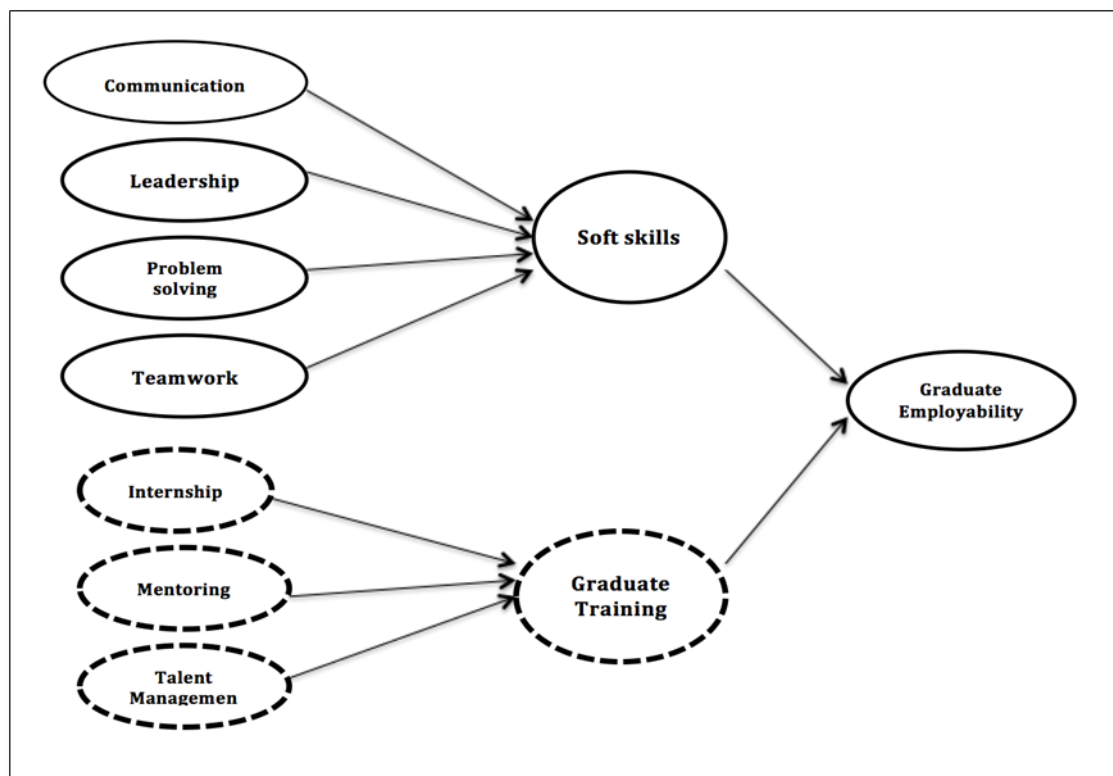 Communication
Leadership
Problem
solving
Teamwork
Soft skills
Graduate
Employability
Internship
Mentoring
Talent
Managemen
Graduate
Training